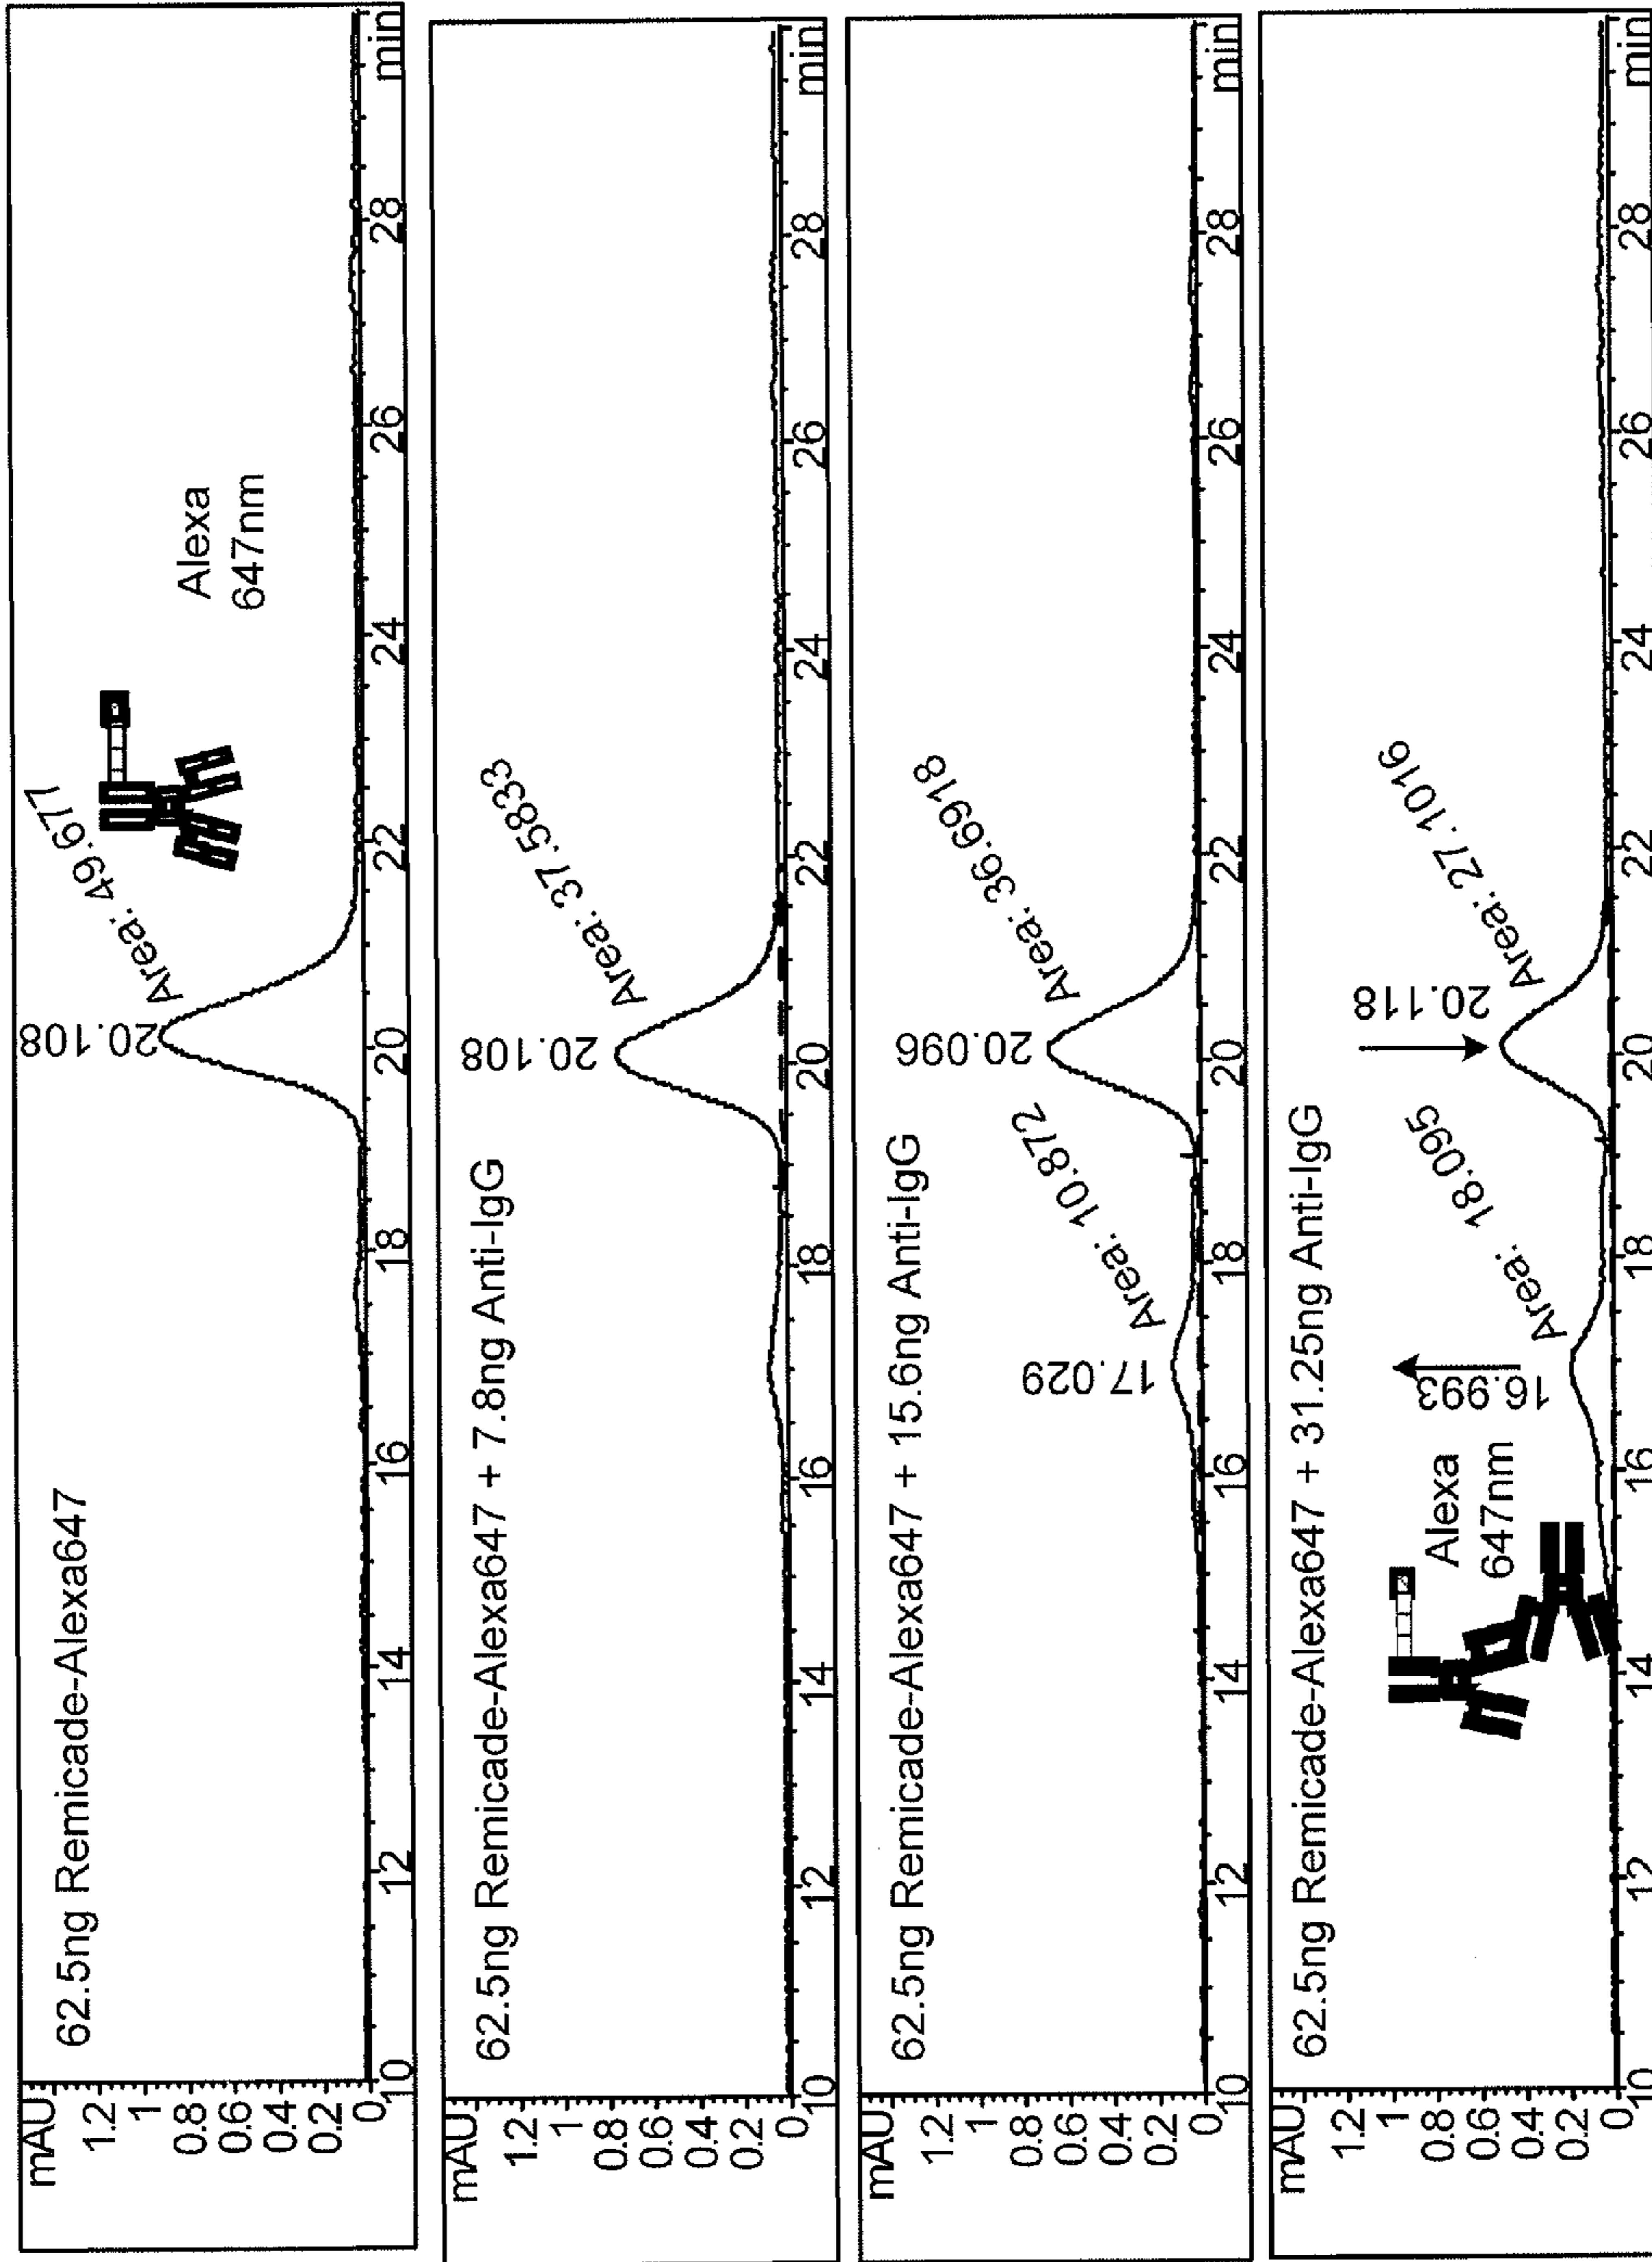 62.5ng Remicade-Alexa647
mAU
1.2
1
0.8
0.6
0.4
0.2
0
20.108
Area: 49.677
Alexa
647nm
10 12 14 16 18 20 22 24 26 28 min
62.5ng Remicade-Alexa647 + 7.8ng Anti-IgG
mAU
1.2
1
0.8
0.6
0.4
0.2
0
20.108
Area: 37.5833
10 12 14 16 18 20 22 24 26 28 min
62.5ng Remicade-Alexa647 + 15.6ng Anti-IgG
mAU
1.2
1
0.8
0.6
0.4
0.2
0
17.029
Area: 10.872
20.096
Area: 36.6918
10 12 14 16 18 20 22 24 26 28 min
62.5ng Remicade-Alexa647 + 31.25ng Anti-IgG
mAU
1.2
1
0.8
0.6
0.4
0.2
0
Alexa
647nm
16.993
Area: 18.095
20.118
Area: 27.1016
10 12 14 16 18 20 22 24 26 28 min